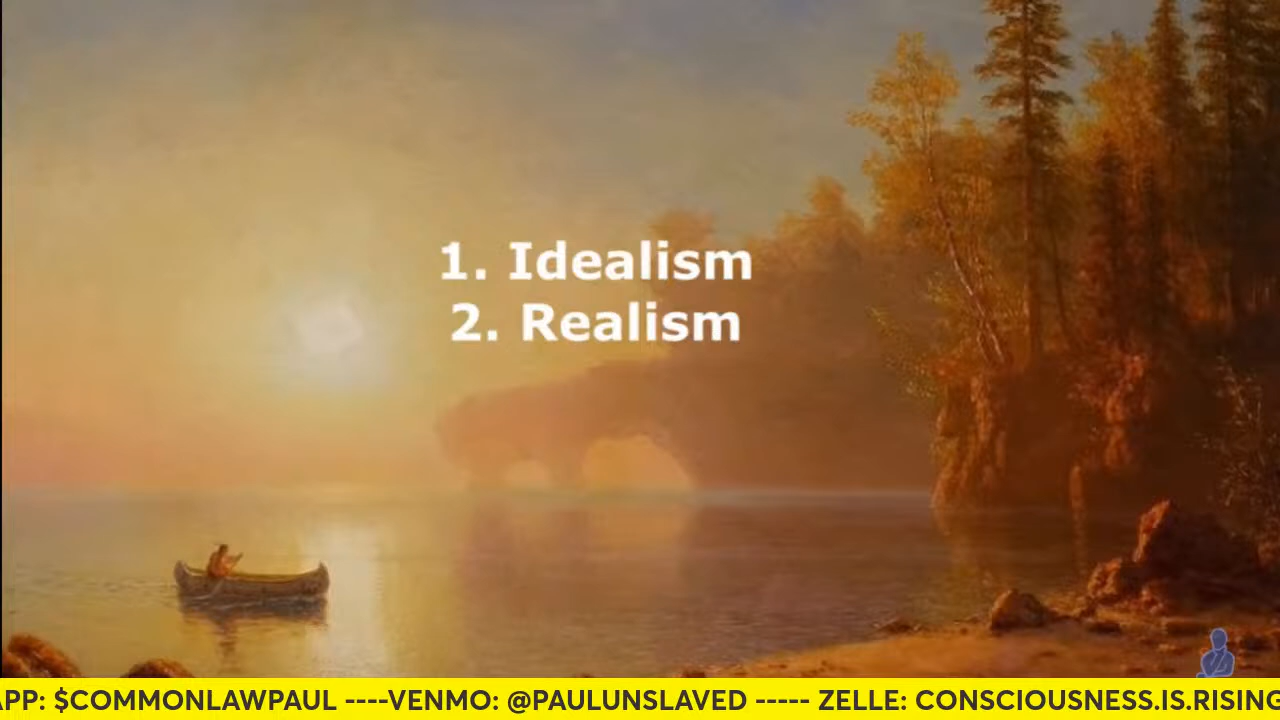 1. Idealism
2. Realism
APP: $COMMONLAWPAUL ----VENMO: @PAULUNSLAVED ----- ZELLE: CONSCIOUSNESS.IS.RISING